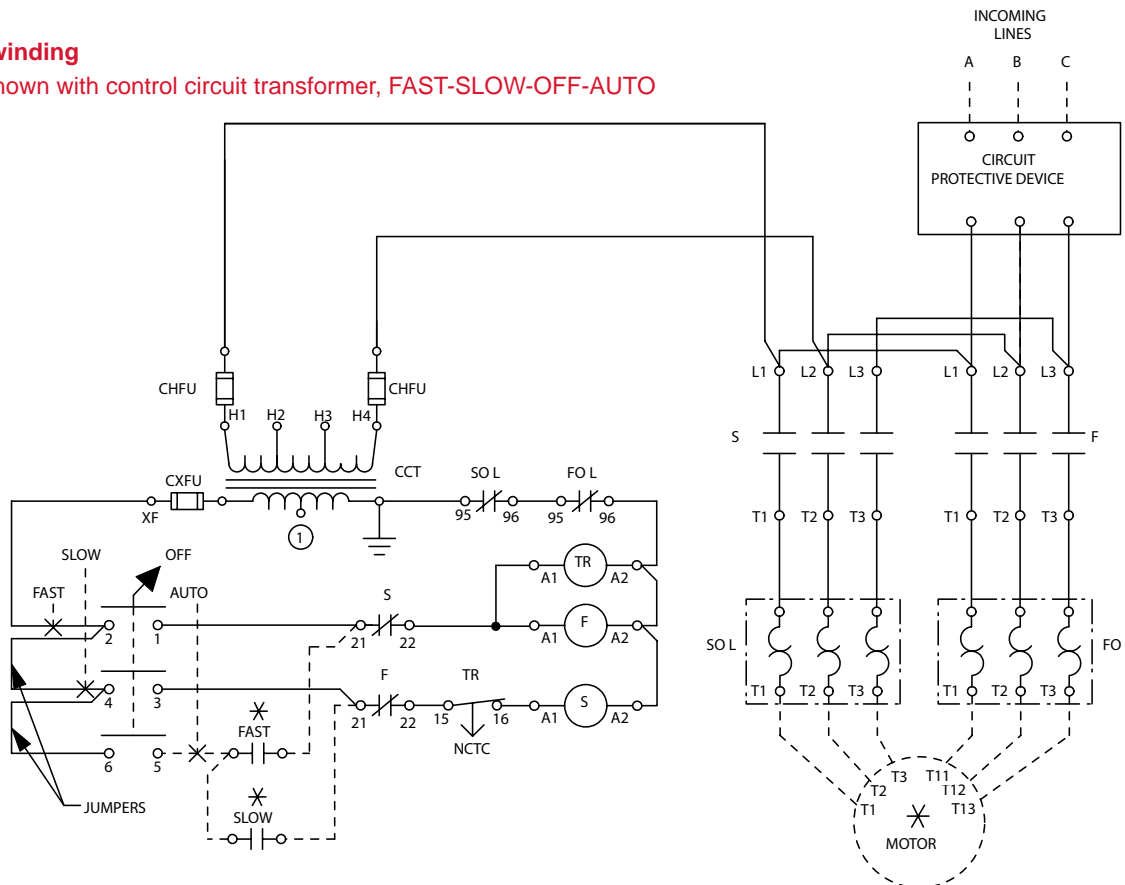 winding
hown with control circuit transformer, FAST-SLOW-OFF-AUTO
INCOMING
LINES
A B C
CIRCUIT
PROTECTIVE DEVICE
L1 L2 L3 L1 L2 L3
CHFU CHFU
H1 H2 H3 H4
S F
CCT
CXFU
SO L FO L
XF
95 96 95 96
1
T1 T2 T3 T1 T2 T3
SLOW OFF
TR
A1 A2
FAST AUTO
S
F
2 1 21 22 A1 A2
SO L FO
F TR
S
4 3 21 22 15 16 A1 A2
T1 T2 T3 T1 T2 T3
FAST
NCTC
6 5
JUMPERS
SLOW
T1 T2 T3 T11 T12 T13
MOTOR